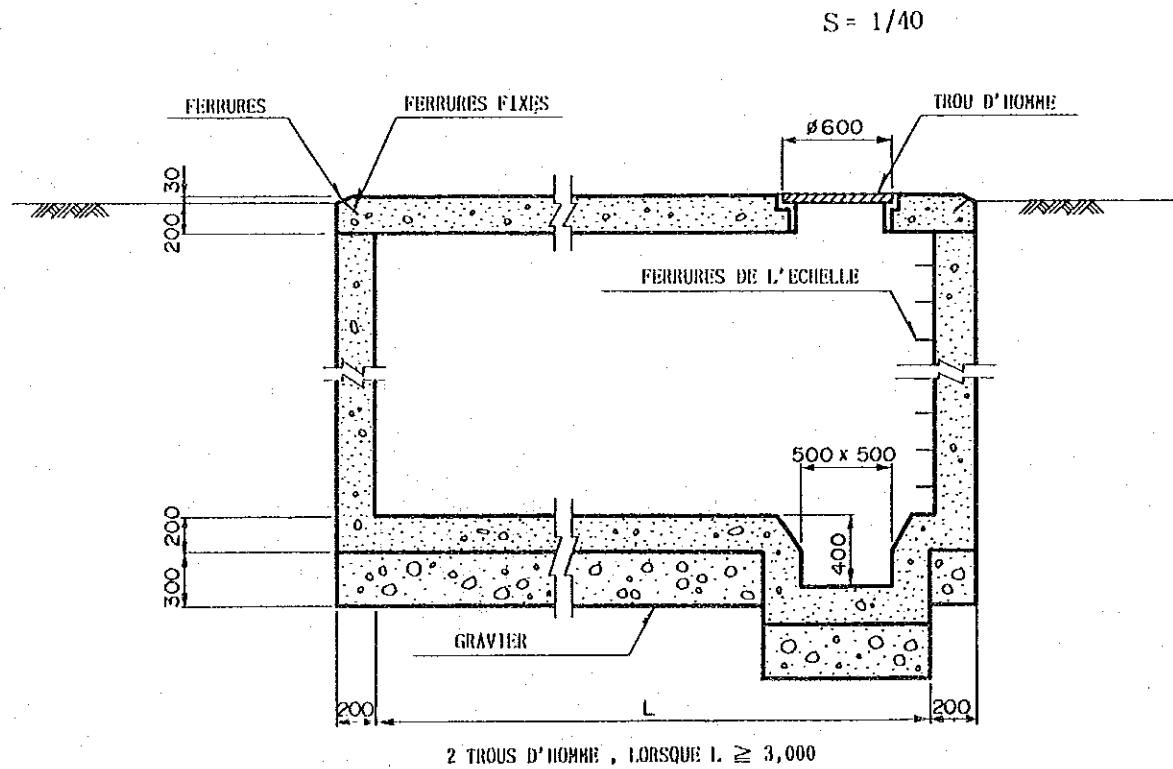 S = 1/40
FERRURES
FERRURES FIXES
TROU D'HOMME
ø600
30
200
FERRURES DE L'ECHELLE
500 x 500
200
400
300
GRAVIER
200
L
200
2 TROUS D'HOMME , LORSQUE L ≧ 3,000